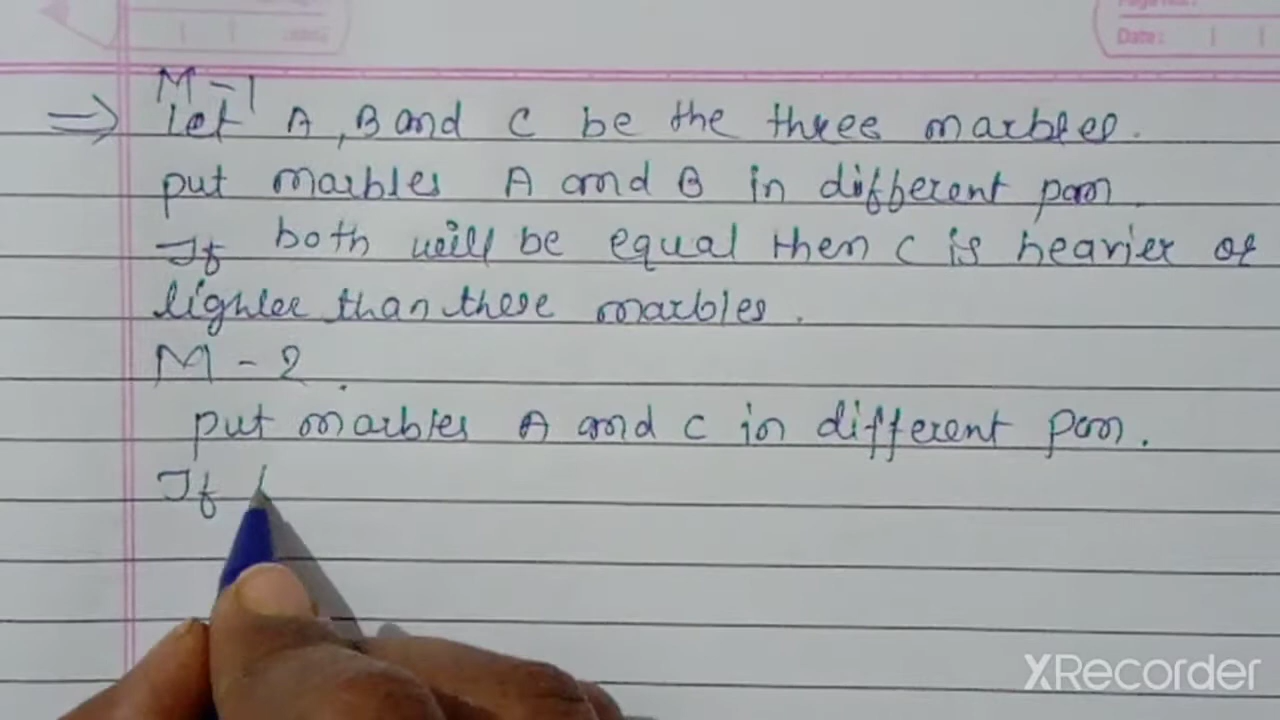 Date:
M-1
Let A, B and C be the three marbles.
put marbles A and B in different pan.
If both will be equal then C is heavier or
lighter than these marbles.
M-2
put marbles A and C in different pan.
If
XRecorder